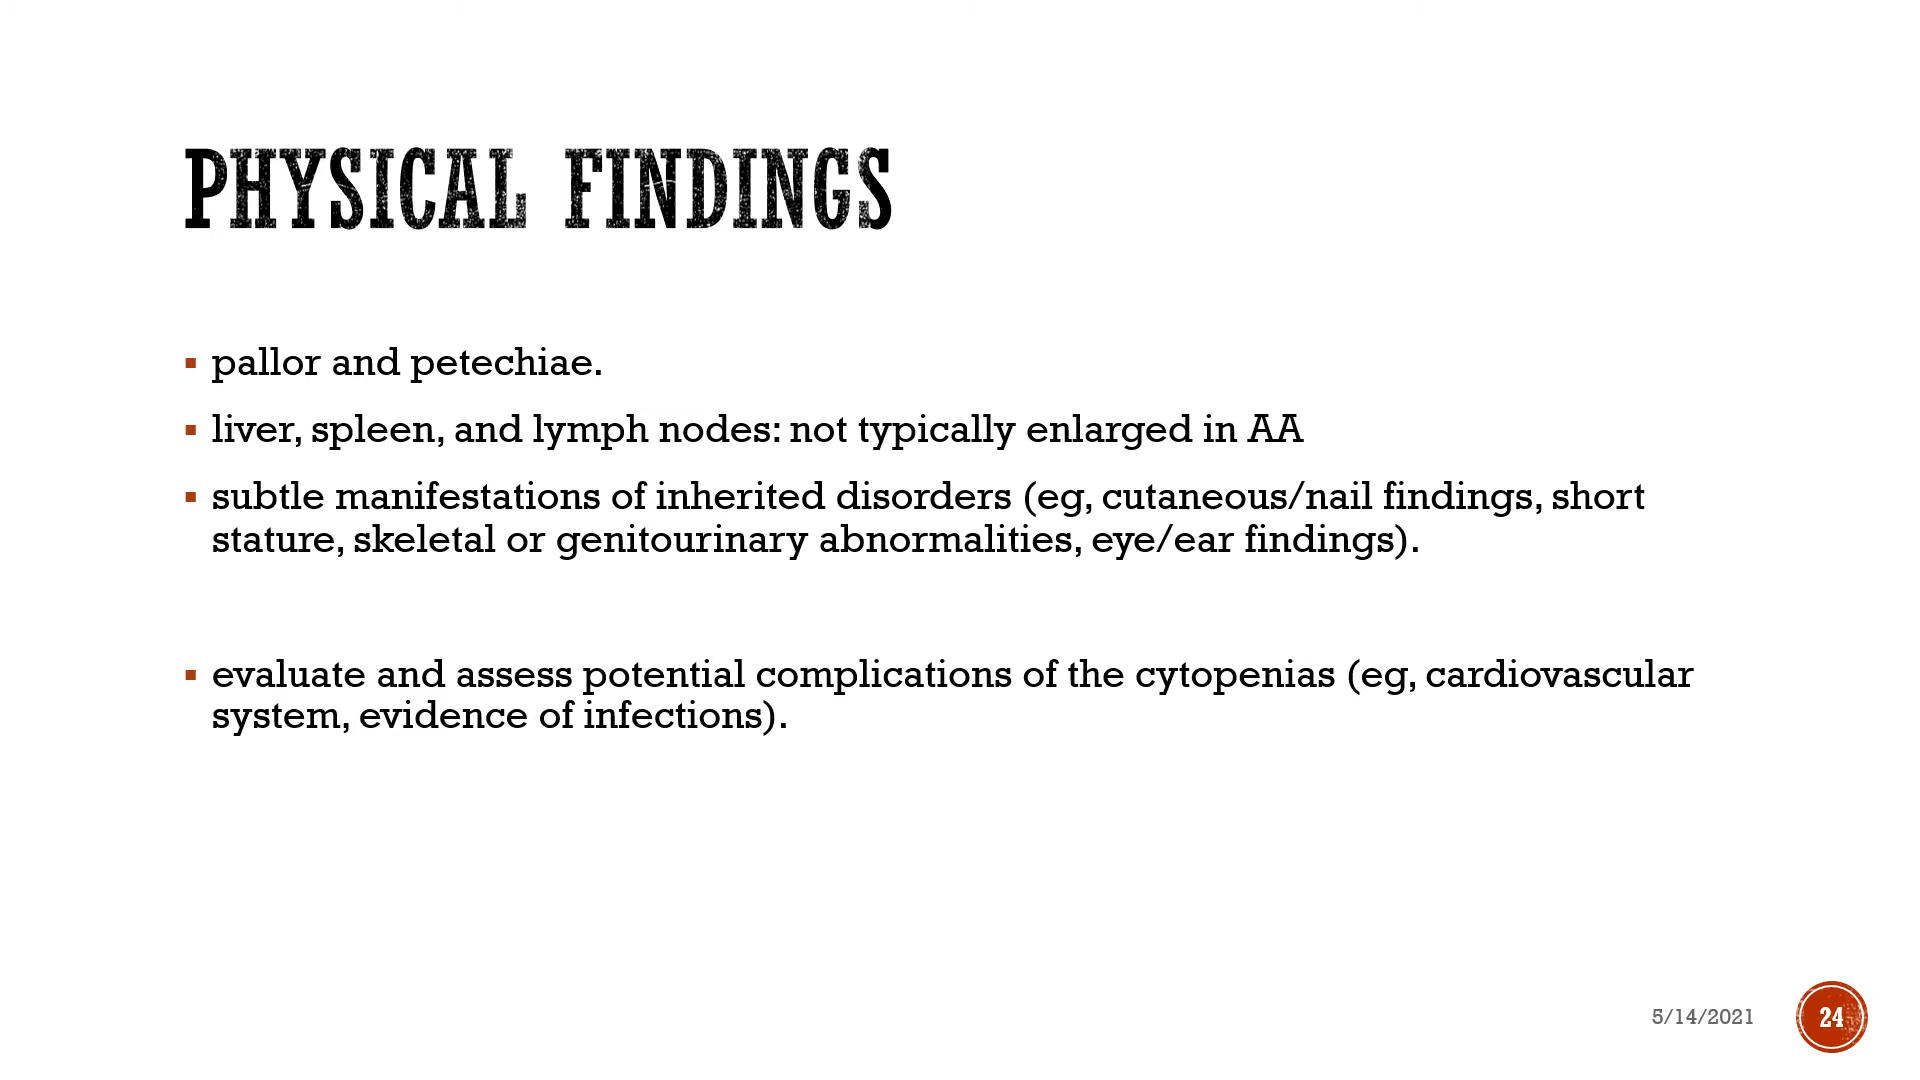 PHYSICAL FINDINGS
▪ pallor and petechiae.
▪ liver, spleen, and lymph nodes: not typically enlarged in AA
▪ subtle manifestations of inherited disorders (eg, cutaneous/nail findings, short
stature, skeletal or genitourinary abnormalities, eye/ear findings).
▪ evaluate and assess potential complications of the cytopenias (eg, cardiovascular
system, evidence of infections).
5/14/2021
24